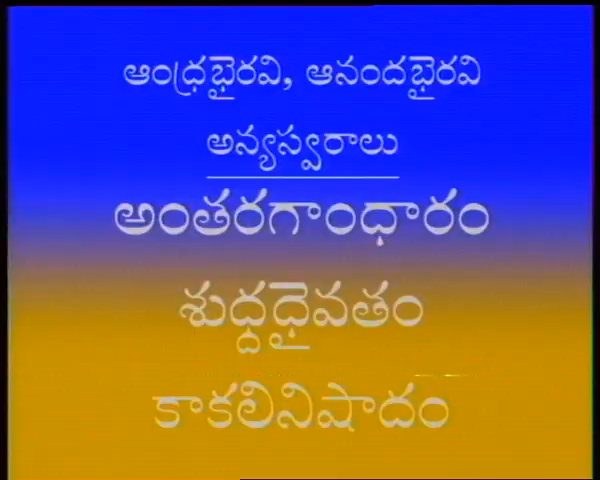 ఆంధ్రభైరవి, ఆనందభైరవి
అన్యస్వరాలు
అంతరగాంధారం
శుద్ధధైవతం
కాకలినిషాదం